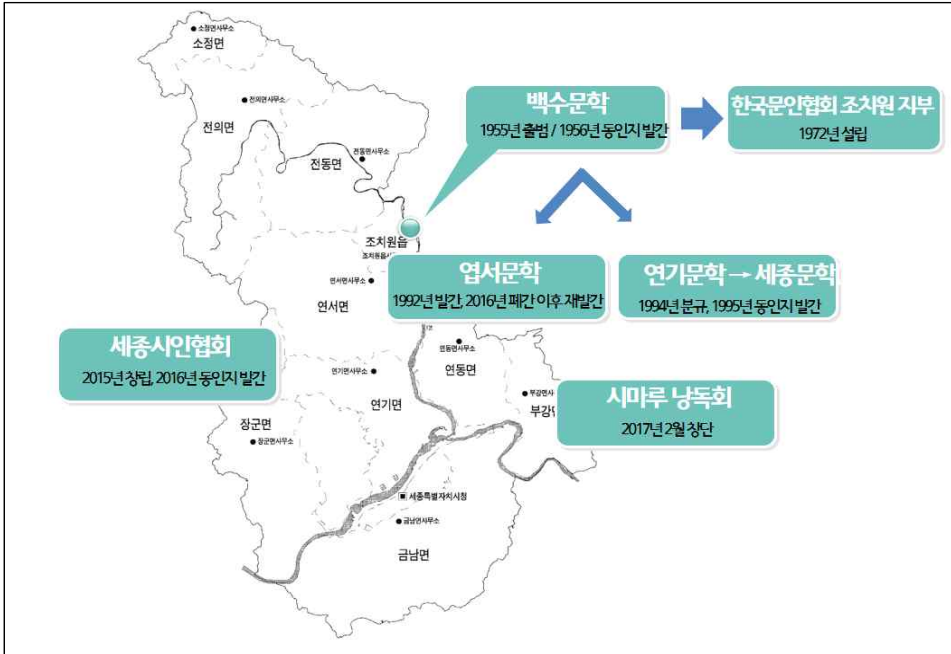 소정면사무소
소정면
전의면사무소
전의면
전동면사무소
전동면
백수문학
1955년 출범 / 1956년 동인지 발간
한국문인협회 조치원 지부
1972년 설립
조치원읍
연서면사무소
연서면
엽서문학
1992년 발간, 2016년 폐간 이후 재발간
연기문학 → 세종문학
1994년 분규, 1995년 동인지 발간
세종시인협회
2015년 창립, 2016년 동인지 발간
연동면사무소
연동면
연기면사무소
연기면
시마루 낭독회
2017년 2월 창단
장군면
장군면사무소
세종특별자치시청
금남면사무소
금남면